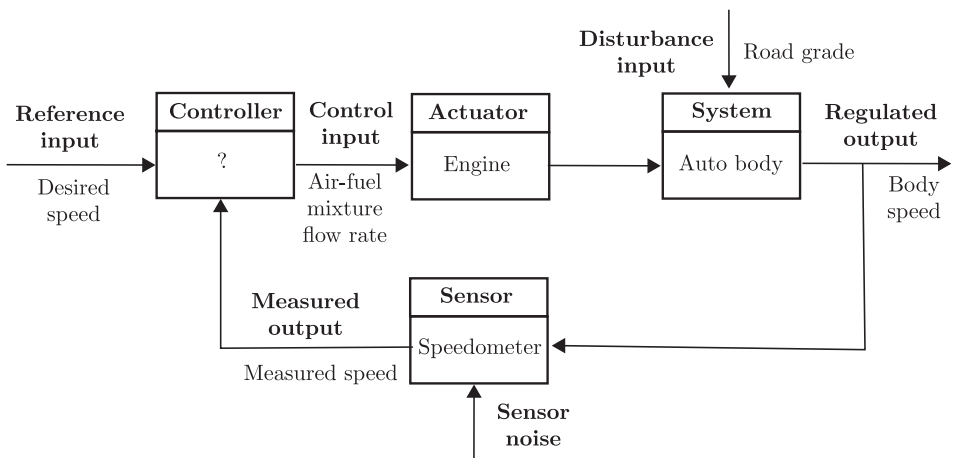 Disturbance
input
Road grade
Reference
input
Desired
speed
Controller
?
Control
input
Air-fuel
mixture
flow rate
Actuator
Engine
System
Auto body
Regulated
output
Body
speed
Measured
output
Measured speed
Sensor
Speedometer
Sensor
noise